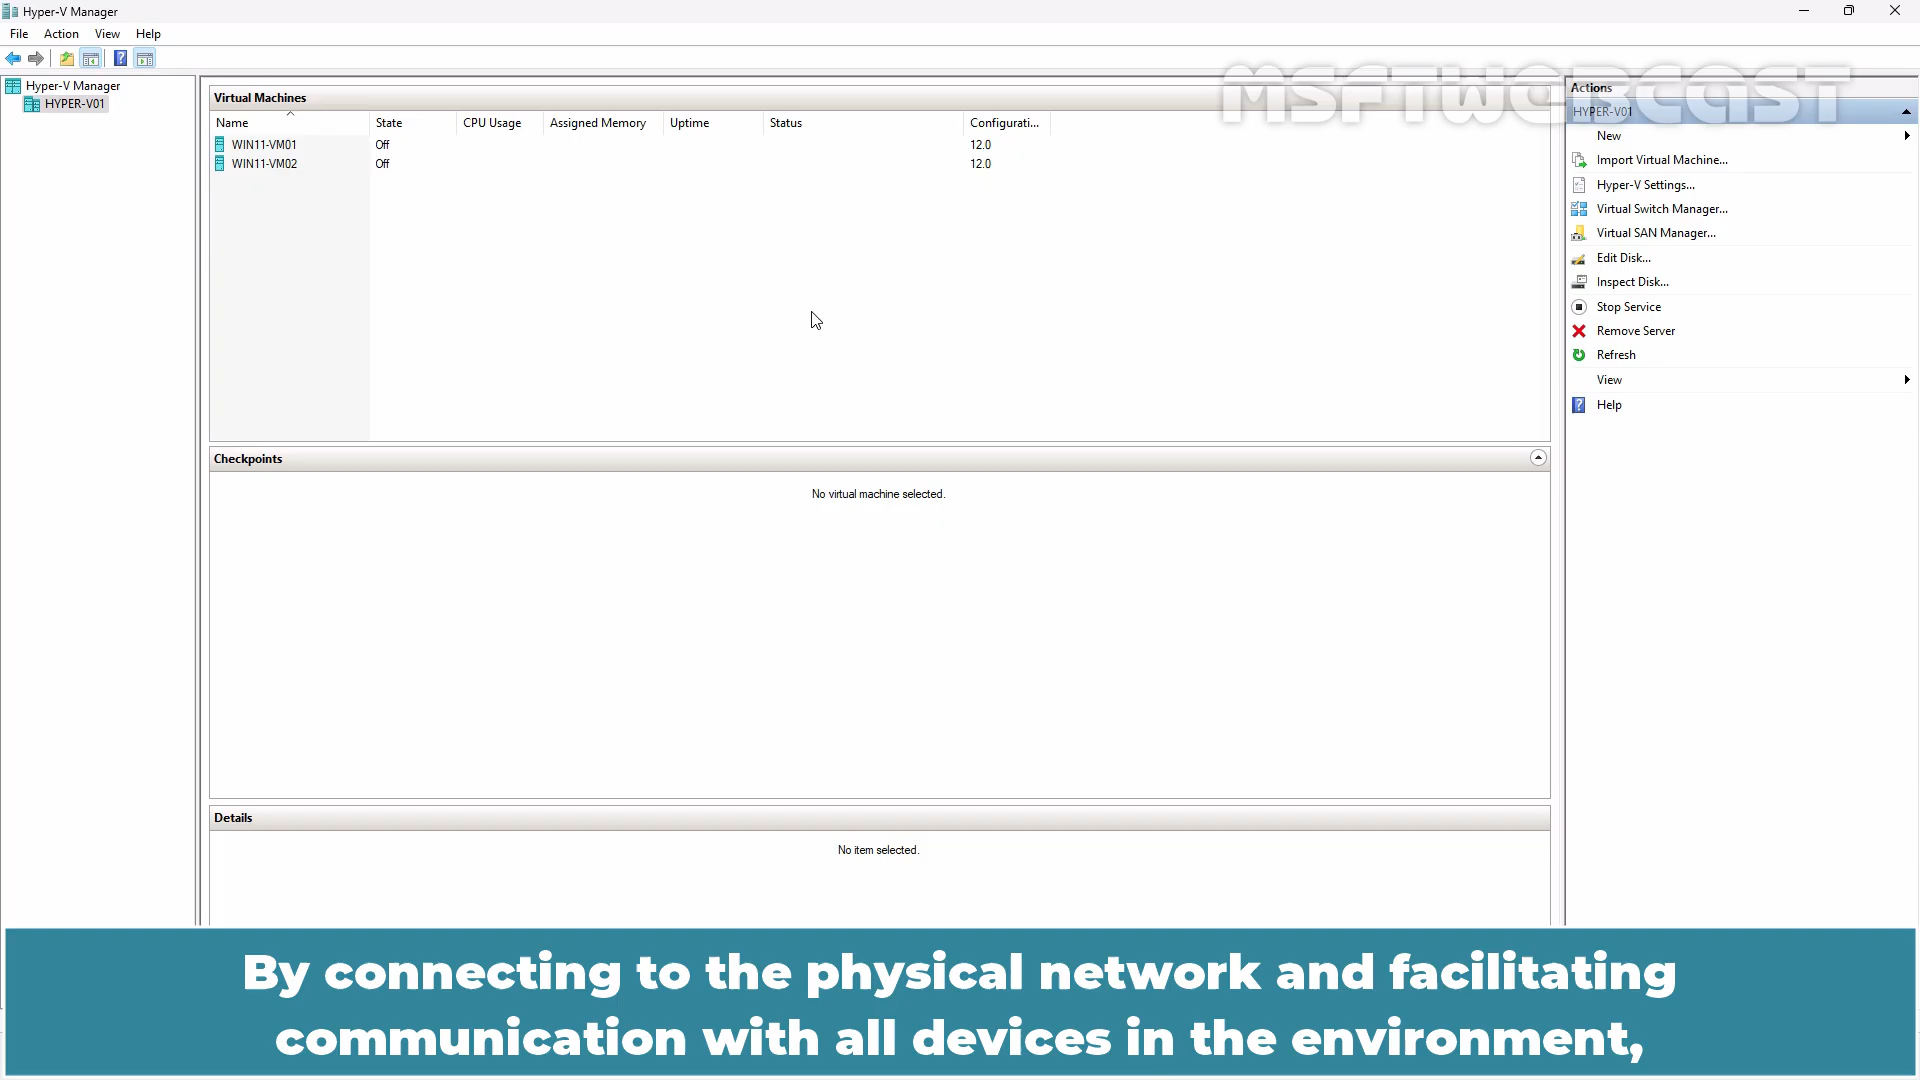 Hyper-V Manager
File Action View Help
Hyper-V Manager
HYPER-V01
Virtual Machines
Name State CPU Usage Assigned Memory Uptime Status Configurati...
WIN11-VM01 Off 12.0
WIN11-VM02 Off 12.0
Checkpoints
No virtual machine selected.
Details
No item selected.
MSFTWEBCAST
Actions
HYPER-V01
New
Import Virtual Machine...
Hyper-V Settings...
Virtual Switch Manager...
Virtual SAN Manager...
Edit Disk...
Inspect Disk...
Stop Service
Remove Server
Refresh
View
Help
By connecting to the physical network and facilitating
communication with all devices in the environment,